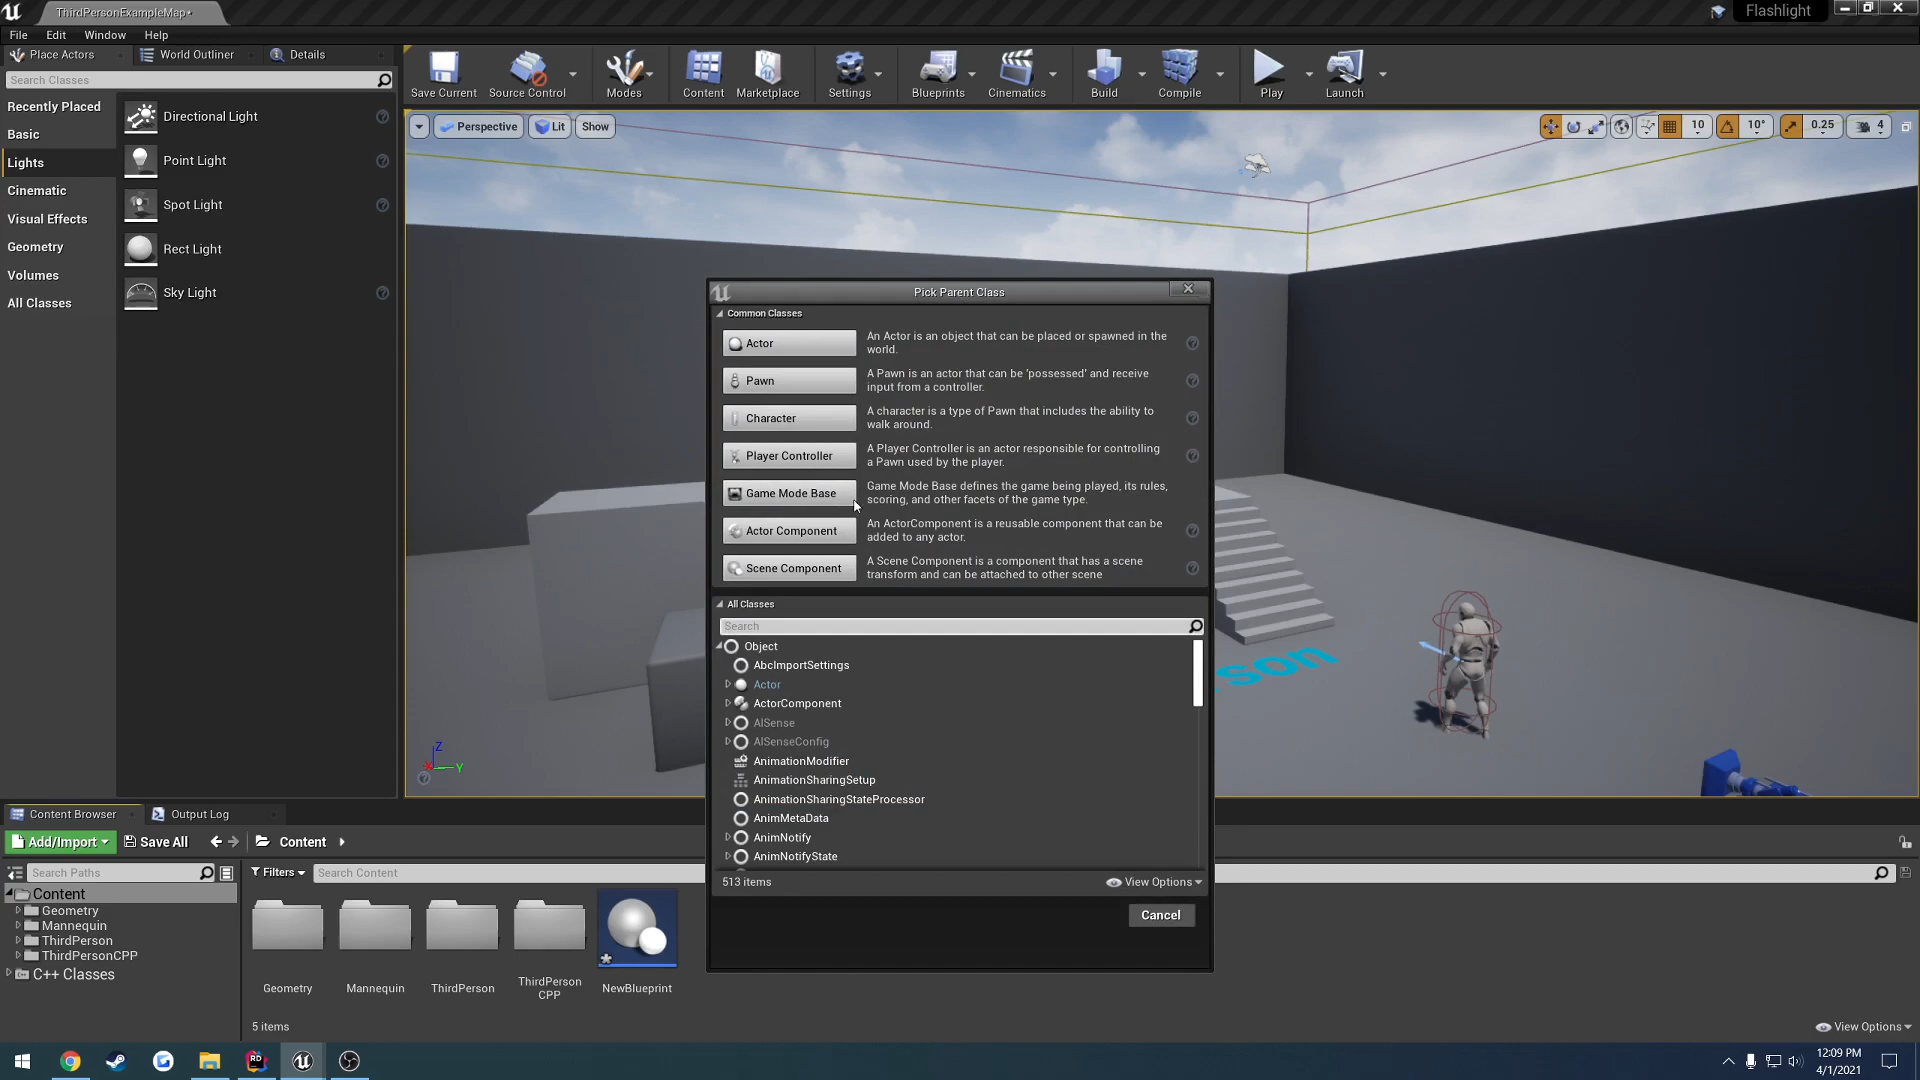 ThirdPersonExampleMap*
Flashlight
File Edit Window Help
Place Actors World Outliner Details
Search Classes
Recently Placed
Basic
Lights
Cinematic
Visual Effects
Geometry
Volumes
All Classes
Directional Light
Point Light
Spot Light
Rect Light
Sky Light
Save Current Source Control Modes Content Marketplace Settings Blueprints Cinematics Build Compile Play Launch
Perspective Lit Show
10 10° 0.25 4
Pick Parent Class
Common Classes
Actor
An Actor is an object that can be placed or spawned in the
world.
Pawn
A Pawn is an actor that can be 'possessed' and receive
input from a controller.
Character
A character is a type of Pawn that includes the ability to
walk around.
Player Controller
A Player Controller is an actor responsible for controlling
a Pawn used by the player.
Game Mode Base
Game Mode Base defines the game being played, its rules,
scoring, and other facets of the game type.
Actor Component
An ActorComponent is a reusable component that can be
added to any actor.
Scene Component
A Scene Component is a component that has a scene
transform and can be attached to other scene
All Classes
Search
Object
AbcImportSettings
Actor
ActorComponent
AISense
AISenseConfig
AnimationModifier
AnimationSharingSetup
AnimationSharingStateProcessor
AnimMetaData
AnimNotify
AnimNotifyState
513 items
View Options
Cancel
erson
Z
Y
Content Browser Output Log
Add/Import Save All Content
Search Paths
Filters
Search Content
Content
Geometry
Mannequin
ThirdPerson
ThirdPersonCPP
C++ Classes
Geometry
Mannequin
ThirdPerson
ThirdPerson
CPP
NewBlueprint
5 items
View Options
RD
12:09 PM
4/1/2021